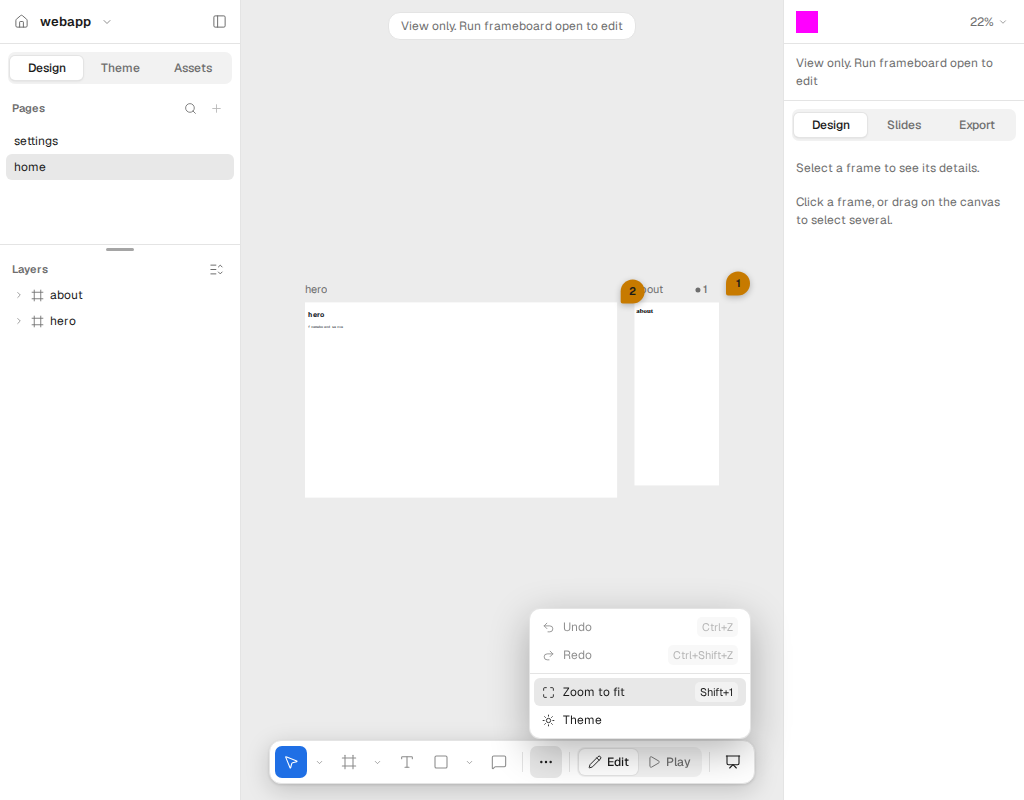 webapp
View only. Run frameboard open to edit
22%
View only. Run frameboard open to
edit
Design
Theme
Assets
Design
Slides
Export
Pages
settings
home
Select a frame to see its details.
Click a frame, or drag on the canvas
to select several.
Layers
about
hero
hero
2
out
1
1
hero
about
Undo
Ctrl+Z
Redo
Ctrl+Shift+Z
Zoom to fit
Shift+1
Theme
Edit
Play